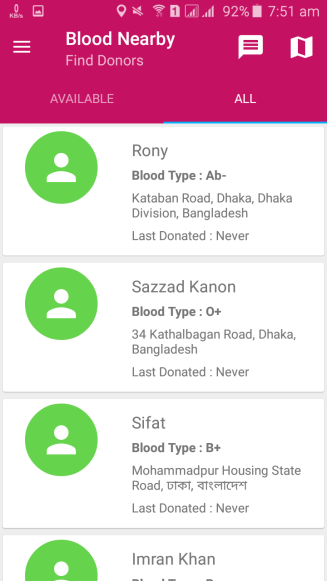 0
KB/s
1
92%
7:51 am
Blood Nearby
Find Donors
AVAILABLE
ALL
Rony
Blood Type : Ab-
Kataban Road, Dhaka, Dhaka
Division, Bangladesh
Last Donated : Never
Sazzad Kanon
Blood Type : O+
34 Kathalbagan Road, Dhaka,
Bangladesh
Last Donated : Never
Sifat
Blood Type : B+
Mohammadpur Housing State
Road, ঢাকা, বাংলাদেশ
Last Donated : Never
Imran Khan